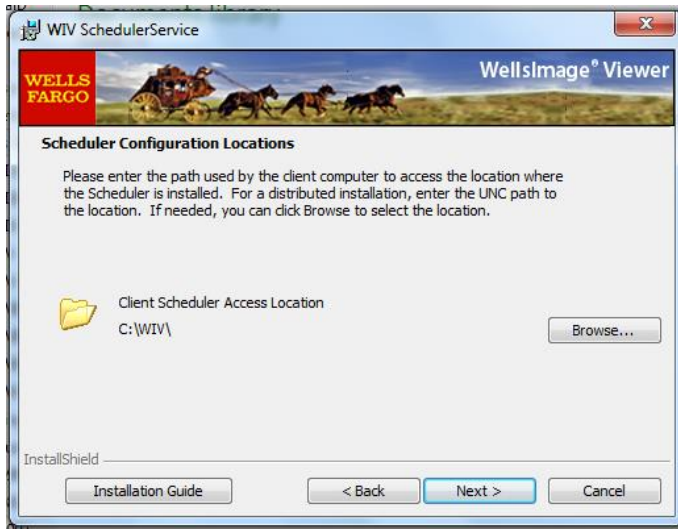 Documents library
WIV SchedulerService
WELLS
FARGO
WellsImage® Viewer
Scheduler Configuration Locations
Please enter the path used by the client computer to access the location where
the Scheduler is installed. For a distributed installation, enter the UNC path to
the location. If needed, you can click Browse to select the location.
Client Scheduler Access Location
C:\WIV\
Browse...
InstallShield
Installation Guide
< Back
Next >
Cancel